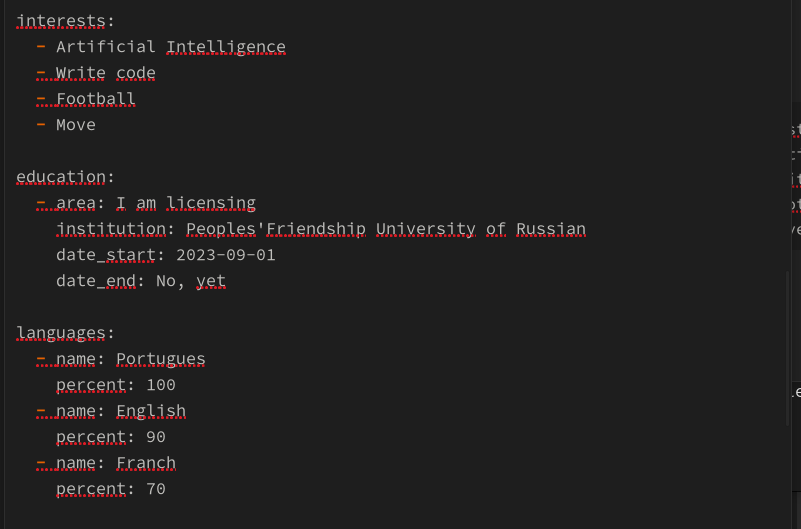 interests:
- Artificial Intelligence
- Write code
- Football
- Move
education:
- area: I am licensing
institution: Peoples'Friendship University of Russian
date_start: 2023-09-01
date_end: No, yet
languages:
- name: Portugues
percent: 100
- name: English
percent: 90
- name: Franch
percent: 70